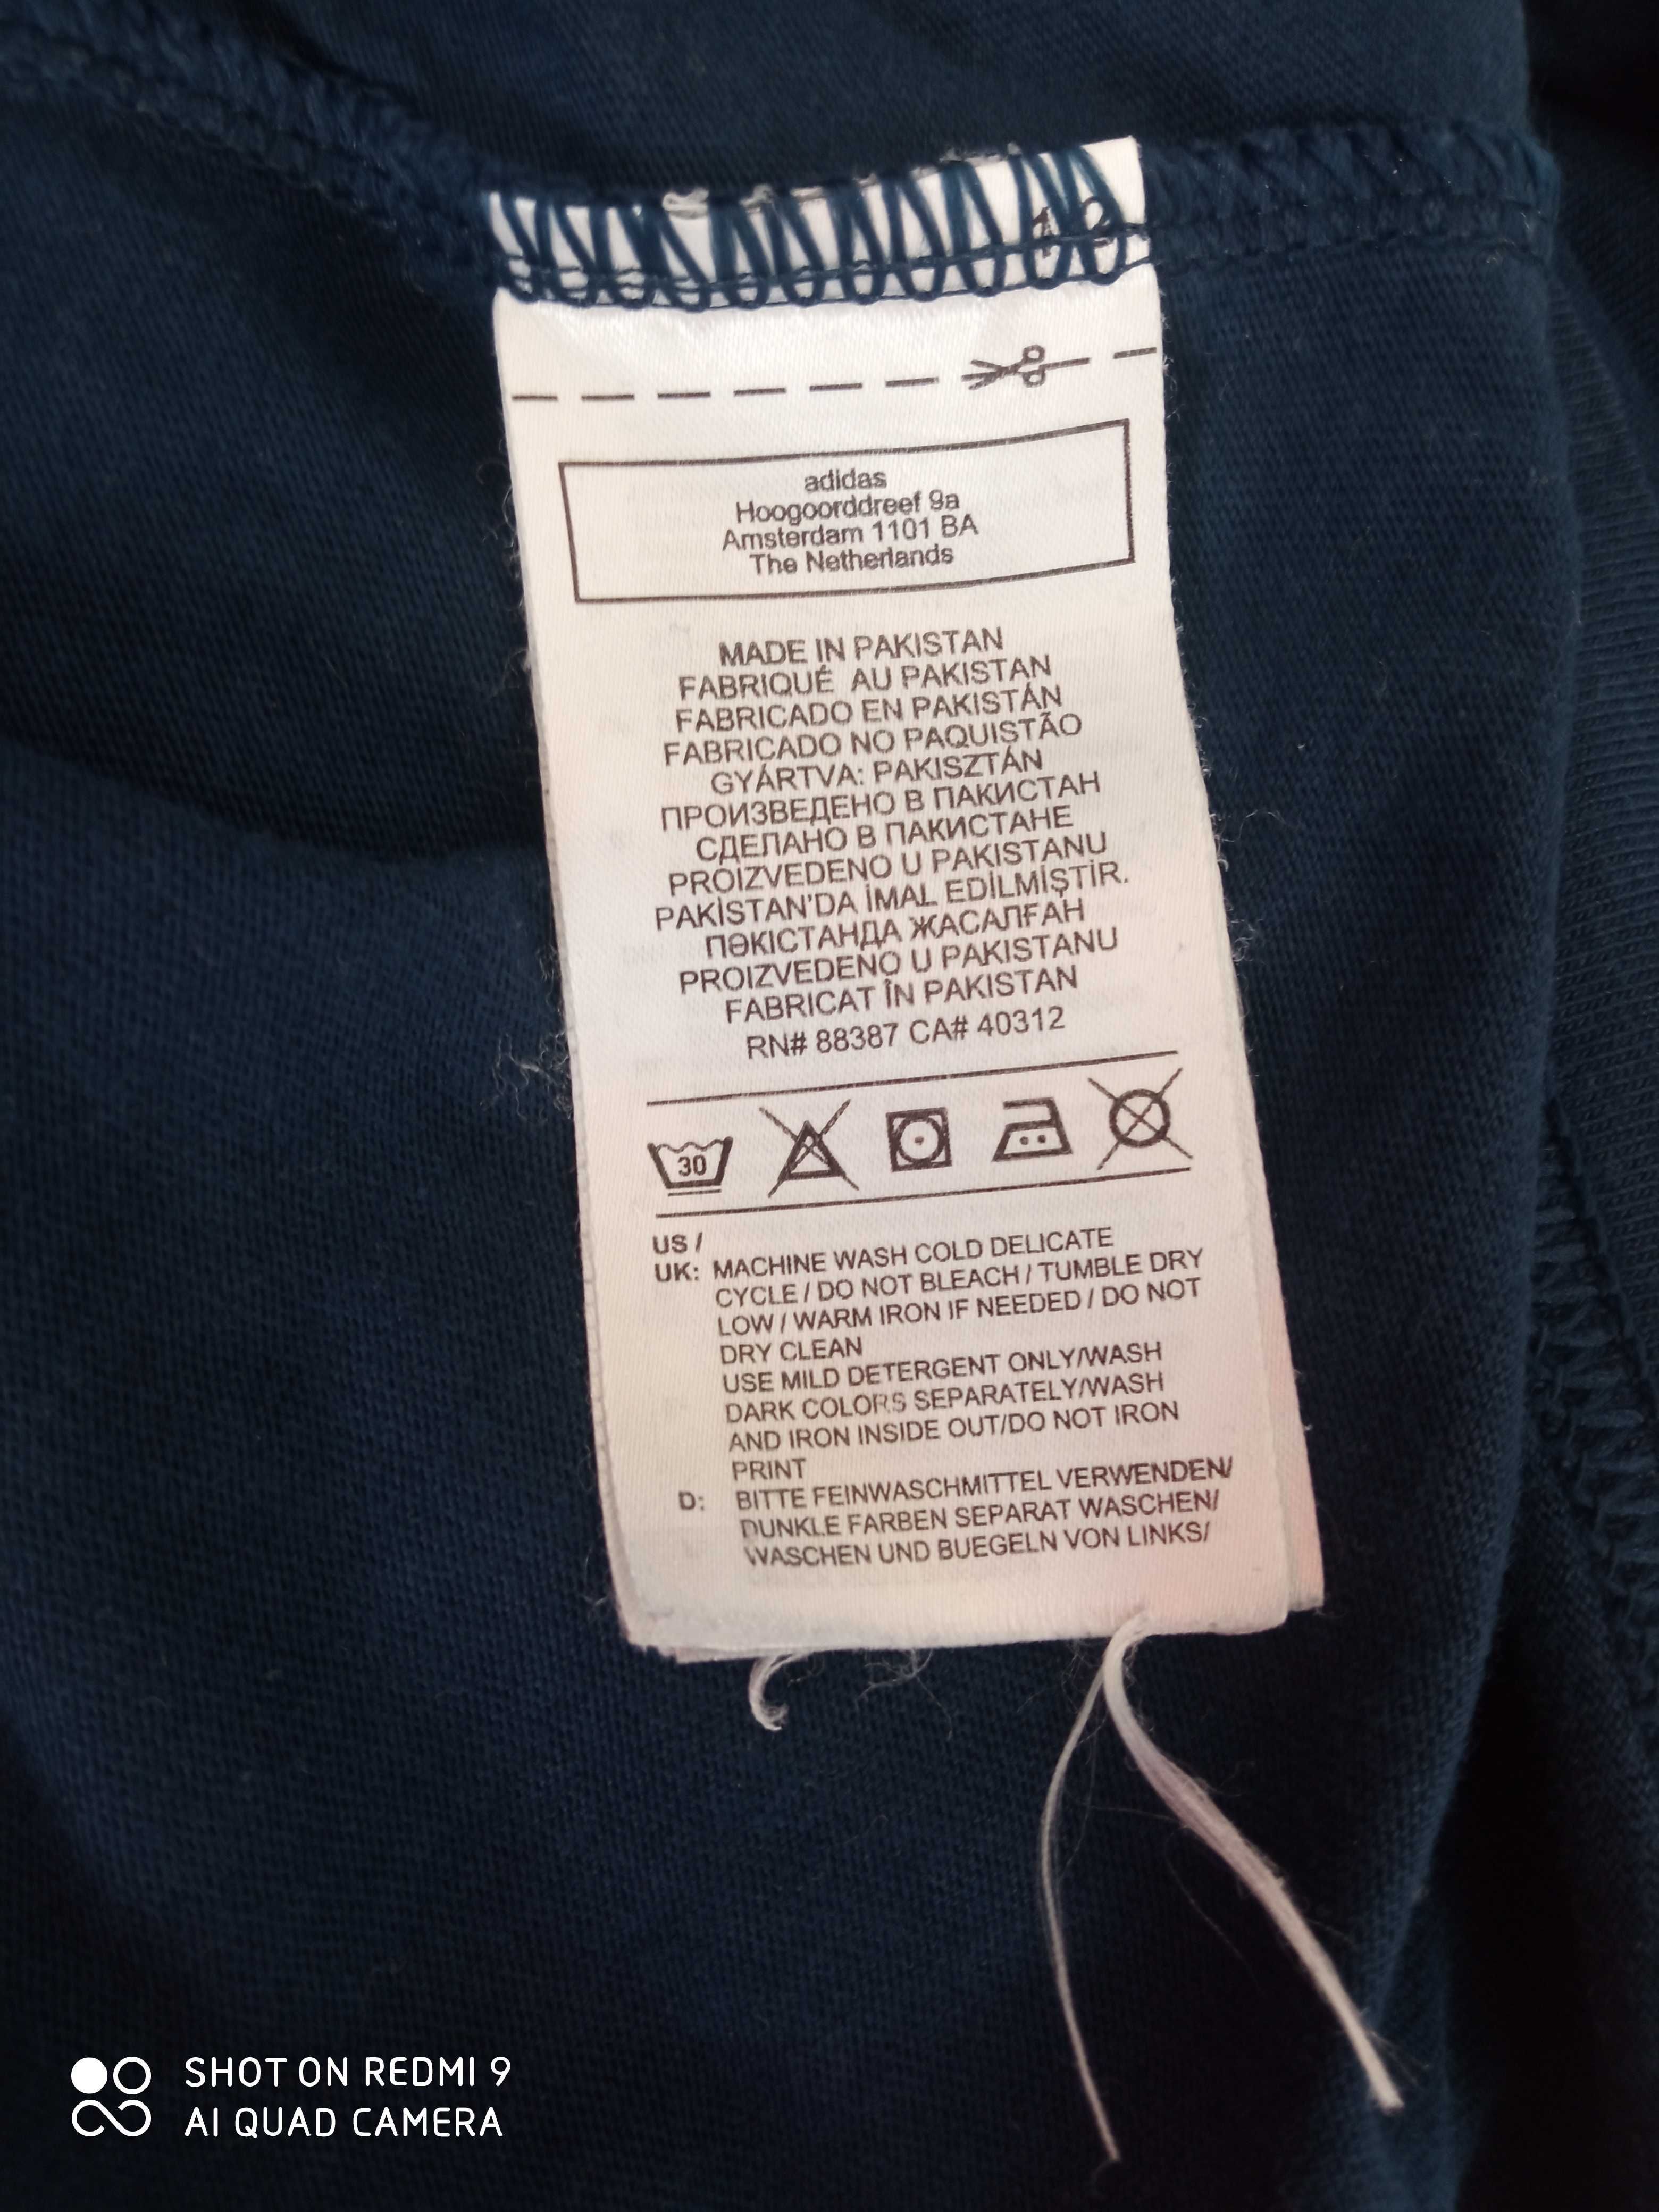 adidas
Hoogoorddreef 9a
Amsterdam 1101 BA
The Netherlands
MADE IN PAKISTAN
FABRIQUÉ AU PAKISTAN
FABRICADO EN PAKISTÁN
FABRICADO NO PAQUISTÃO
GYÁRTVA: PAKISZTÁN
ПРОИЗВЕДЕНО В ПАКИСТАН
СДЕЛАНО В ПАКИСТАНЕ
PROIZVEDENO U PAKISTANU
PAKİSTAN'DA İMAL EDİLMİŞTİR.
ПӘКІСТАНДА ЖАСАЛҒАН
PROIZVEDENO U PAKISTANU
FABRICAT ÎN PAKISTAN
RN# 88387 CA# 40312
30
US /
UK: MACHINE WASH COLD DELICATE
CYCLE / DO NOT BLEACH / TUMBLE DRY
LOW / WARM IRON IF NEEDED / DO NOT
DRY CLEAN
USE MILD DETERGENT ONLY/WASH
DARK COLORS SEPARATELY/WASH
AND IRON INSIDE OUT/DO NOT IRON
PRINT
D: BITTE FEINWASCHMITTEL VERWENDEN/
DUNKLE FARBEN SEPARAT WASCHEN/
WASCHEN UND BUEGELN VON LINKS/
SHOT ON REDMI 9
AI QUAD CAMERA